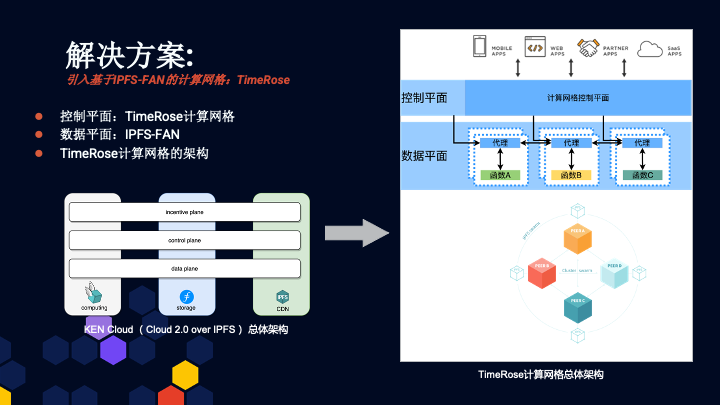 解决方案:
引入基于IPFS-FAN的计算网格：TimeRose
控制平面：TimeRose计算网格
数据平面：IPFS-FAN
TimeRose计算网格的架构
incentive plane
control plane
data plane
computing
storage
IPFS
CDN
KEN Cloud （Cloud 2.0 over IPFS ）总体架构
MOBILE APPS
WEB APPS
PARTNER APPS
SaaS APPS
控制平面
计算网格控制平面
数据平面
代理
代理
代理
函数A
函数B
函数C
PEER A
PEER B
Cluster
swarm
PEER C
TimeRose计算网格总体架构